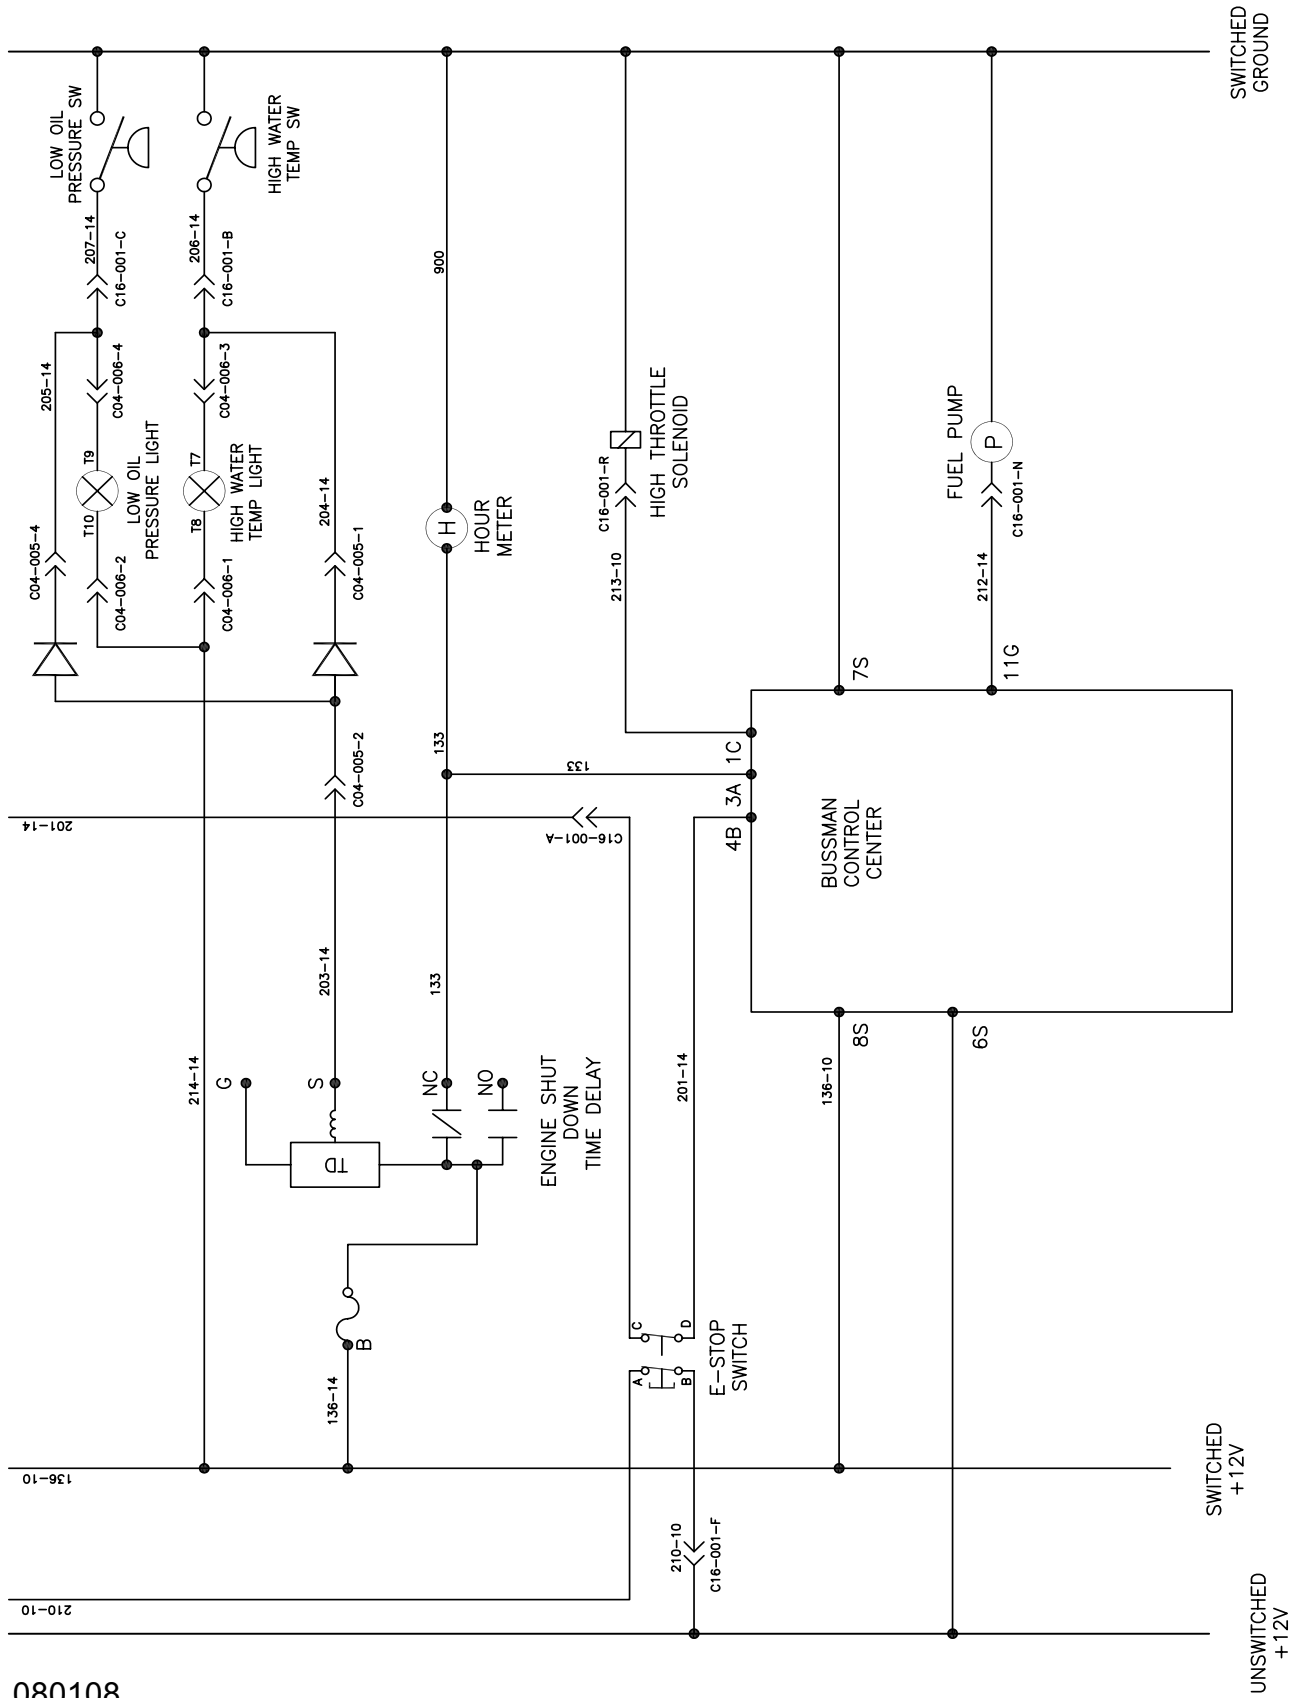 SWITCHED
GROUND
LOW OIL
PRESSURE SW
HIGH WATER
TEMP SW
207-14
C16-001-C
206-14
C16-001-B
900
205-14
C04-006-4
C04-006-3
T9
T10
LOW OIL
PRESSURE LIGHT
T7
T8
HIGH WATER
TEMP LIGHT
204-14
C04-005-4
C04-006-2
C04-006-1
C04-005-1
H
HOUR
METER
C16-001-R
HIGH THROTTLE
SOLENOID
213-10
FUEL PUMP
P
C16-001-N
212-14
7S
11G
133
133
1C
3A
4B
C04-005-2
201-14
C16-001-A
BUSSMAN
CONTROL
CENTER
203-14
133
214-14
G
S
NC
NO
TD
ENGINE SHUT
DOWN
TIME DELAY
201-14
136-10
8S
6S
B
136-14
C
D
A
B
E-STOP
SWITCH
136-10
SWITCHED
+12V
210-10
C16-001-F
210-10
UNSWITCHED
+12V
080108